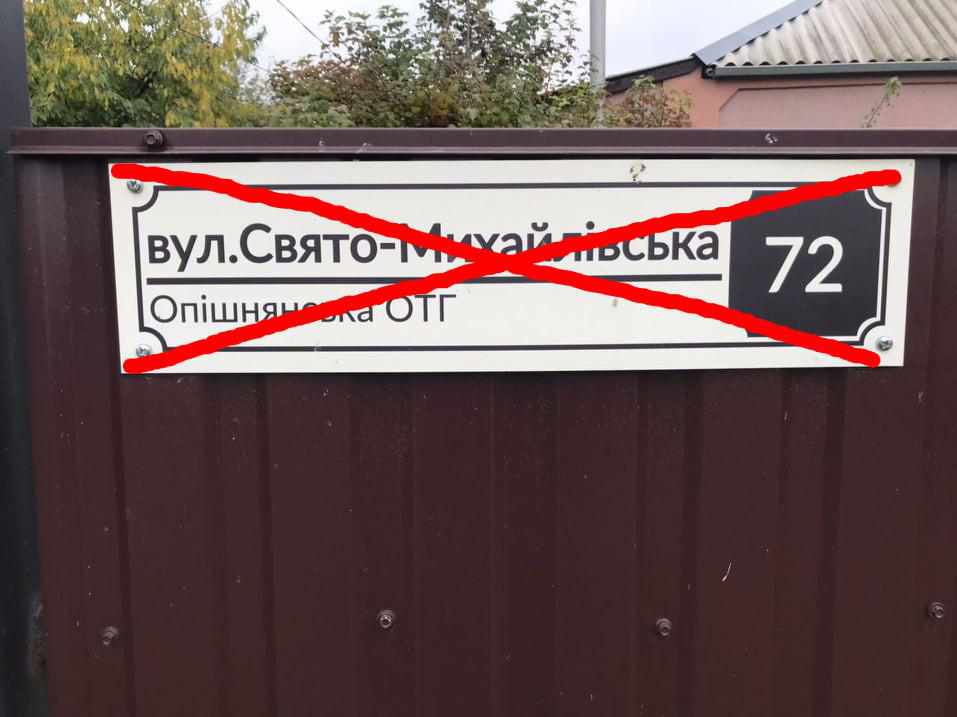 вул.Свято-Михайлівська
72
Опішнянська ОТГ